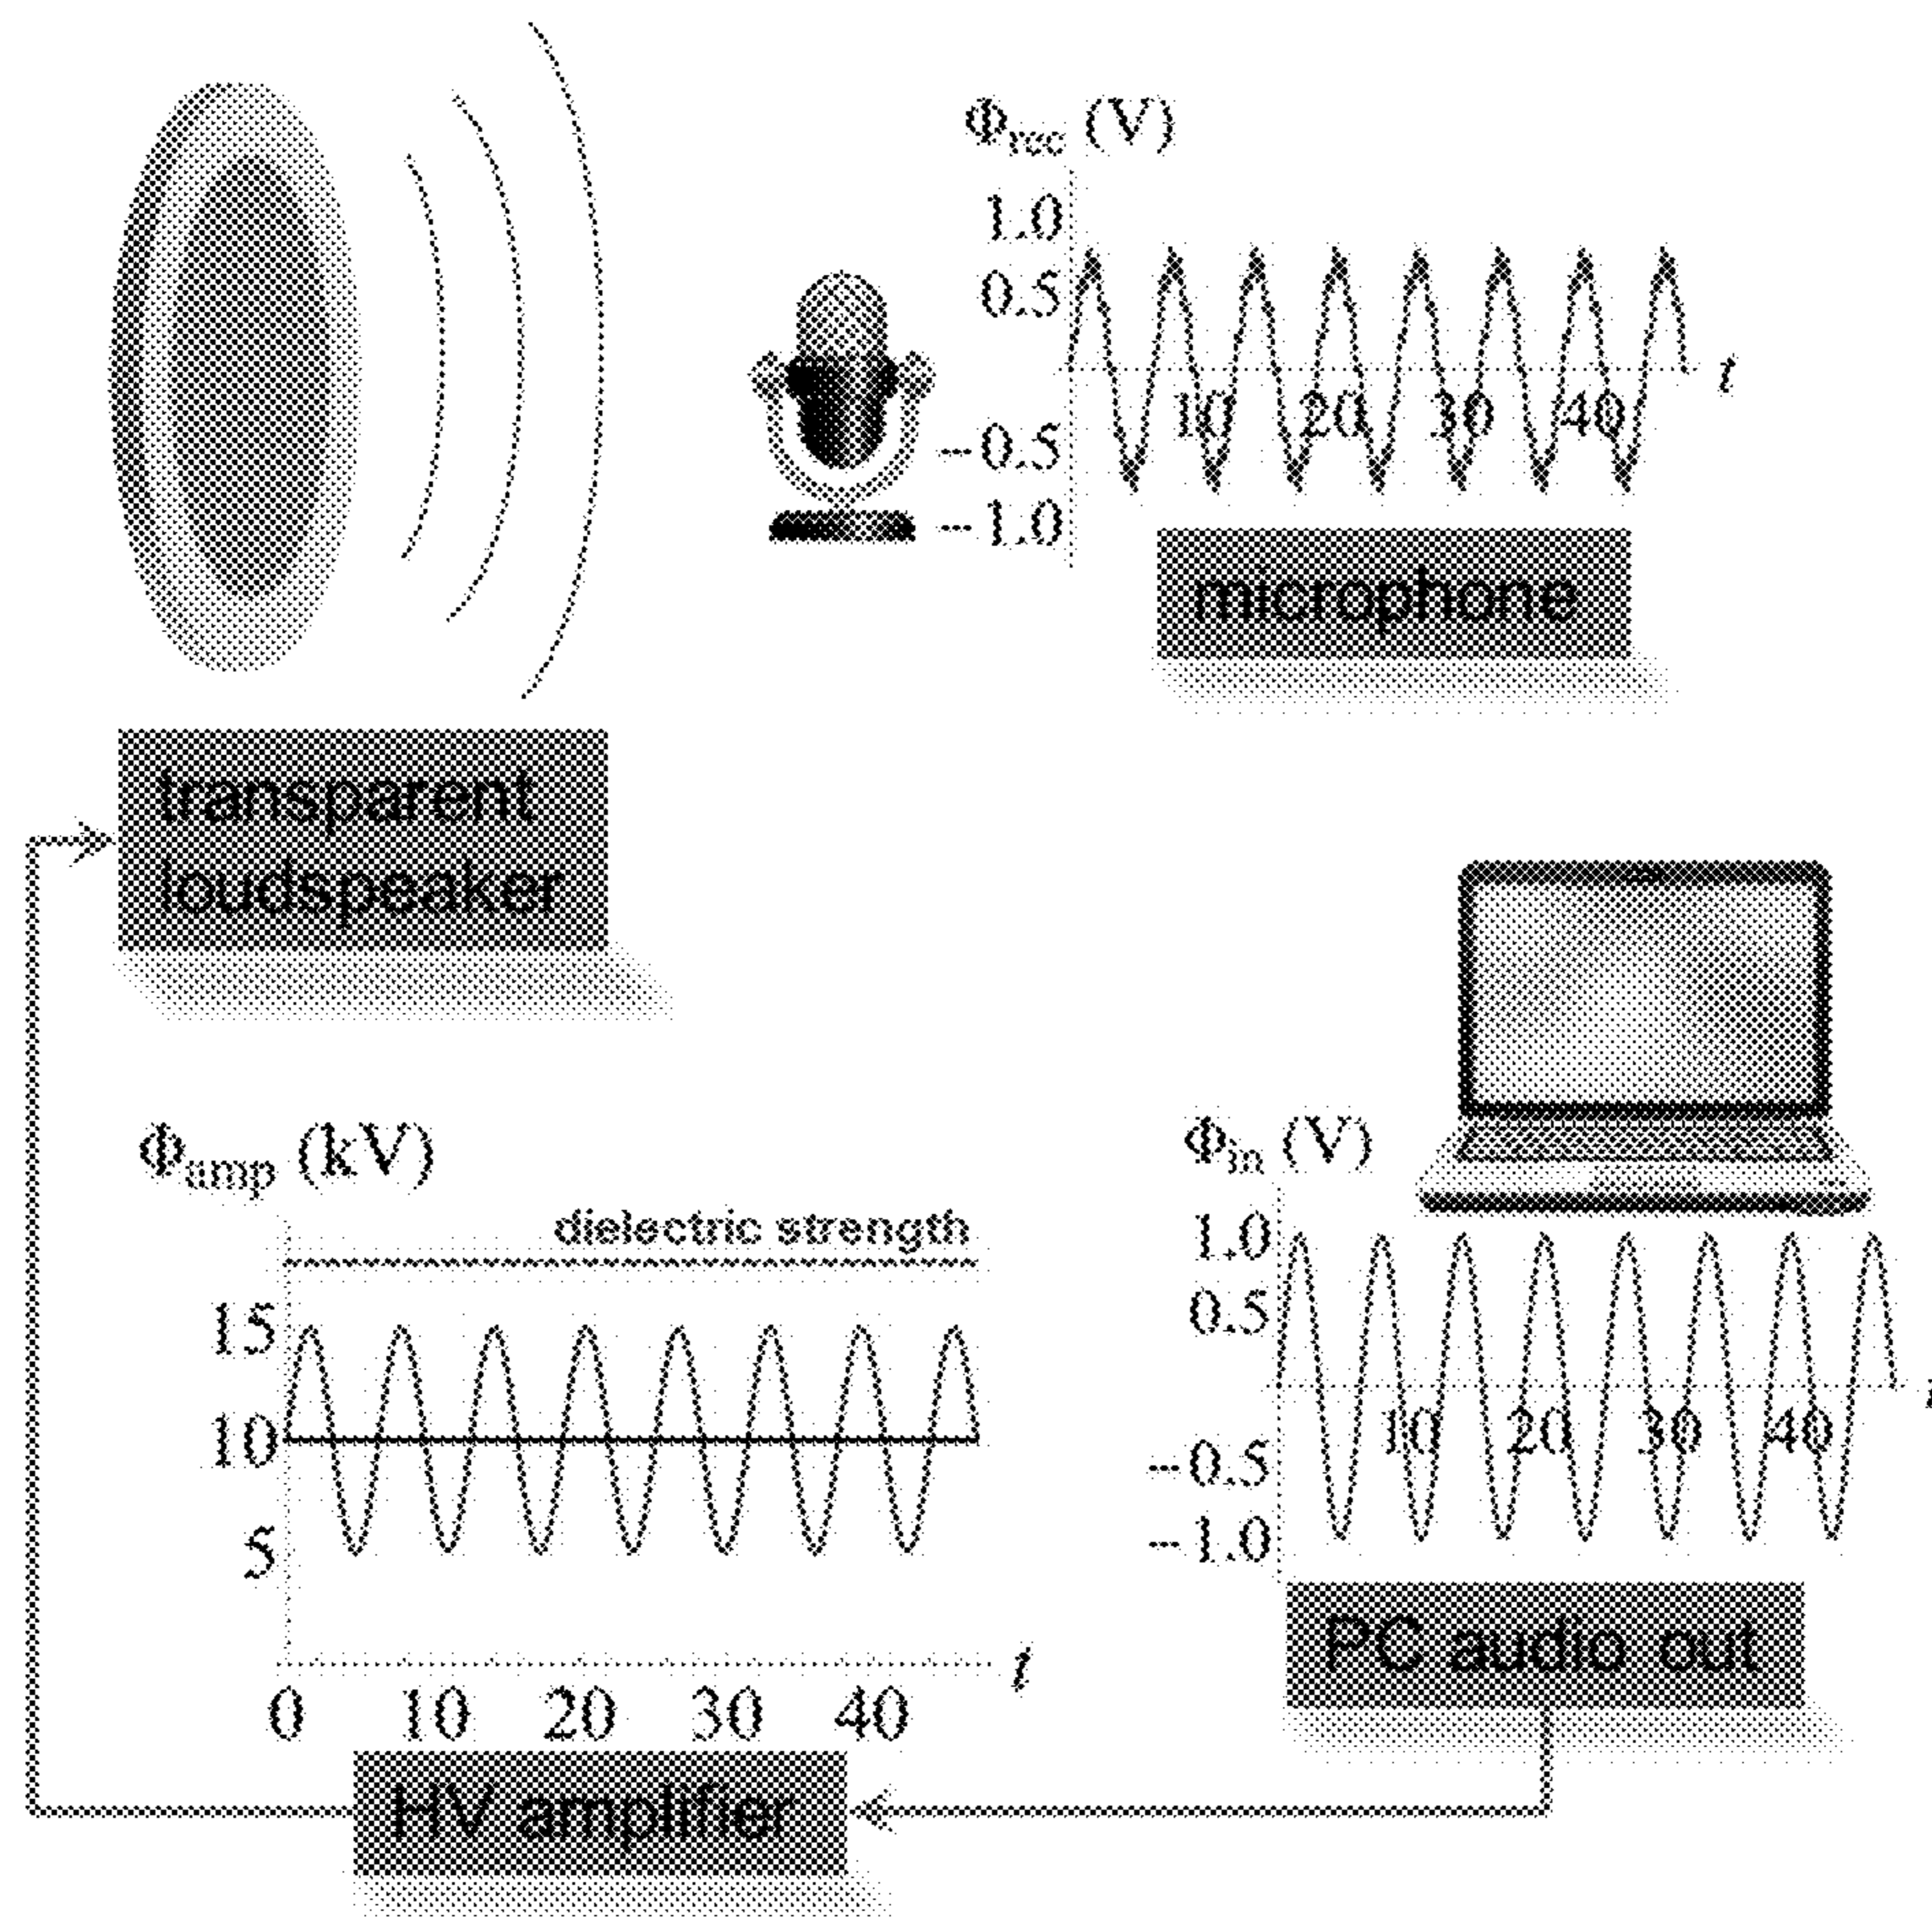 Φrec (V)
1.0
0.5
−0.5
−1.0
10 20 30 40
t
microphone
transparent
loudspeaker
Φamp (kV)
dielectric strength
15
10
5
0 10 20 30 40
t
HV amplifier
Φin (V)
1.0
0.5
−0.5
−1.0
10 20 30 40
PC audio out